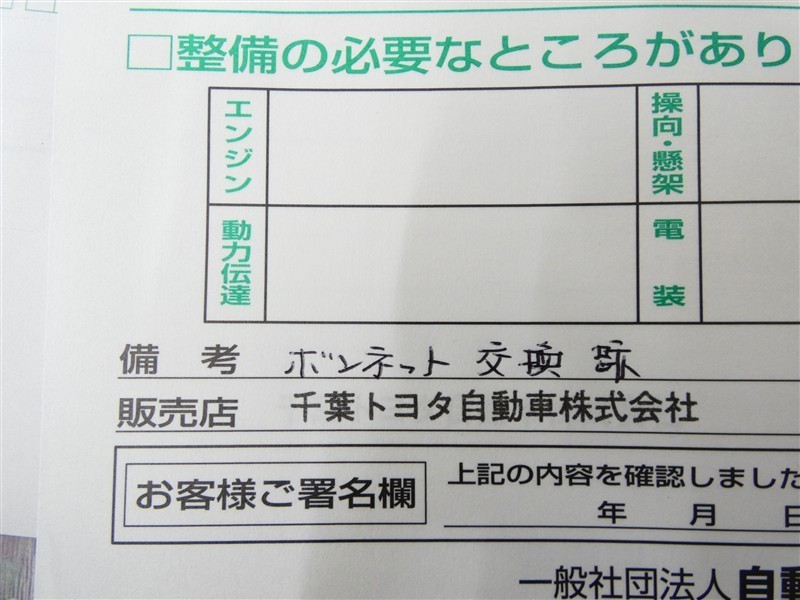 □整備の必要なところがあり
エンジン
操向・懸架
動力伝達
電装
備考 ボンネット 交換 跡
販売店 千葉トヨタ自動車株式会社
お客様ご署名欄
上記の内容を確認しました
年 月 日
一般社団法人 自動